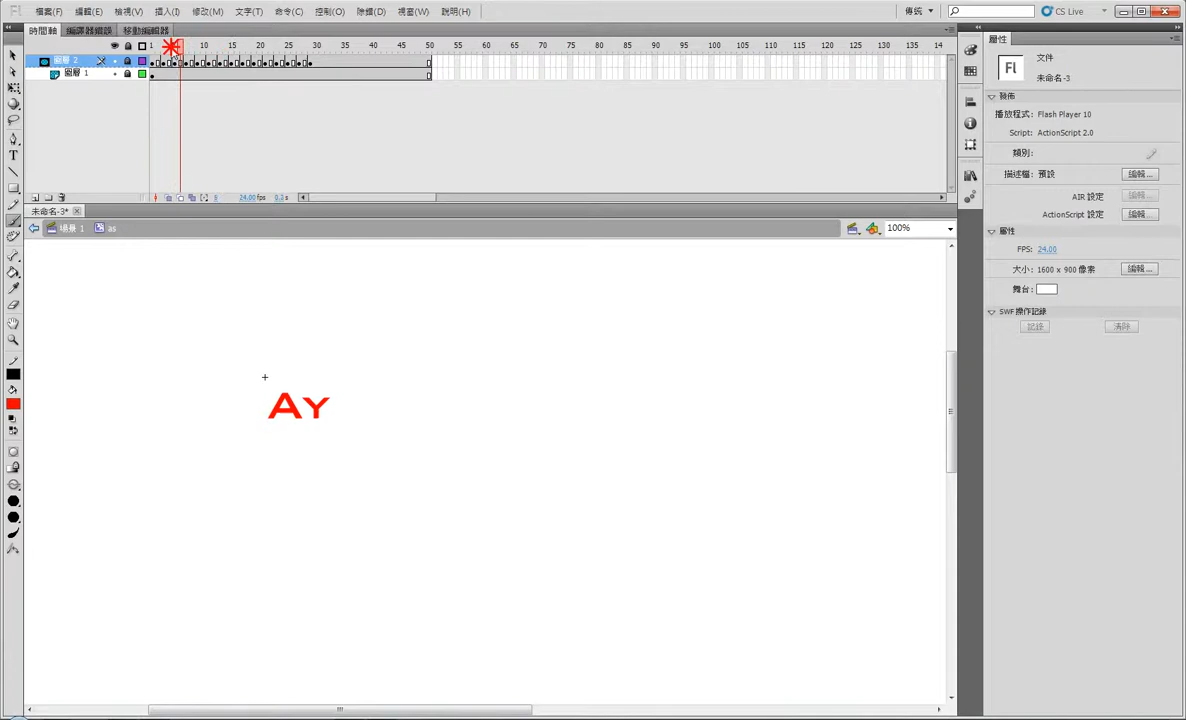 Fl 檔案(F) 編輯(E) 檢視(V) 插入(I) 修改(M) 文字(T) 命令(C) 控制(O) 除錯(D) 視窗(W) 說明(H) 傳統 CS Live
時間軸 編譯器錯誤 移動編輯器
1 10 15 20 25 30 35 40 45 50 55 60 65 70 75 80 85 90 95 100 105 110 115 120 125 130 135 14
圖層 2
圖層 1
5 24.00 fps 0.3 s
未命名-3*
場景 1 as 100%
AY
屬性
Fl 文件
未命名-3
發佈
播放程式: Flash Player 10
Script: ActionScript 2.0
類別:
描述檔: 預設 編輯...
AIR 設定 編輯...
ActionScript 設定 編輯...
屬性
FPS: 24.00
大小: 1600 x 900 像素 編輯...
舞台:
SWF 操作記錄
記錄 清除